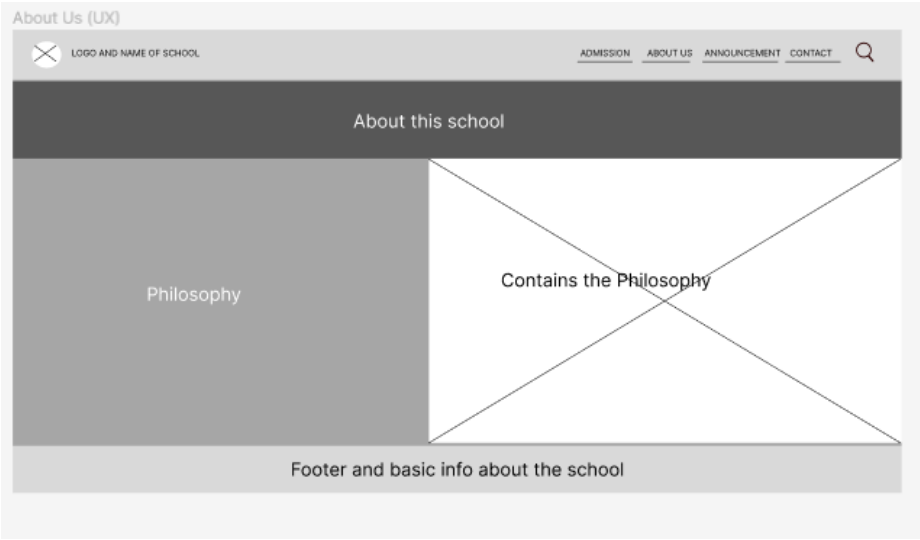 About Us (UX)
LOGO AND NAME OF SCHOOL
ADMISSION
ABOUT US
ANNOUNCEMENT
CONTACT
About this school
Philosophy
Contains the Philosophy
Footer and basic info about the school